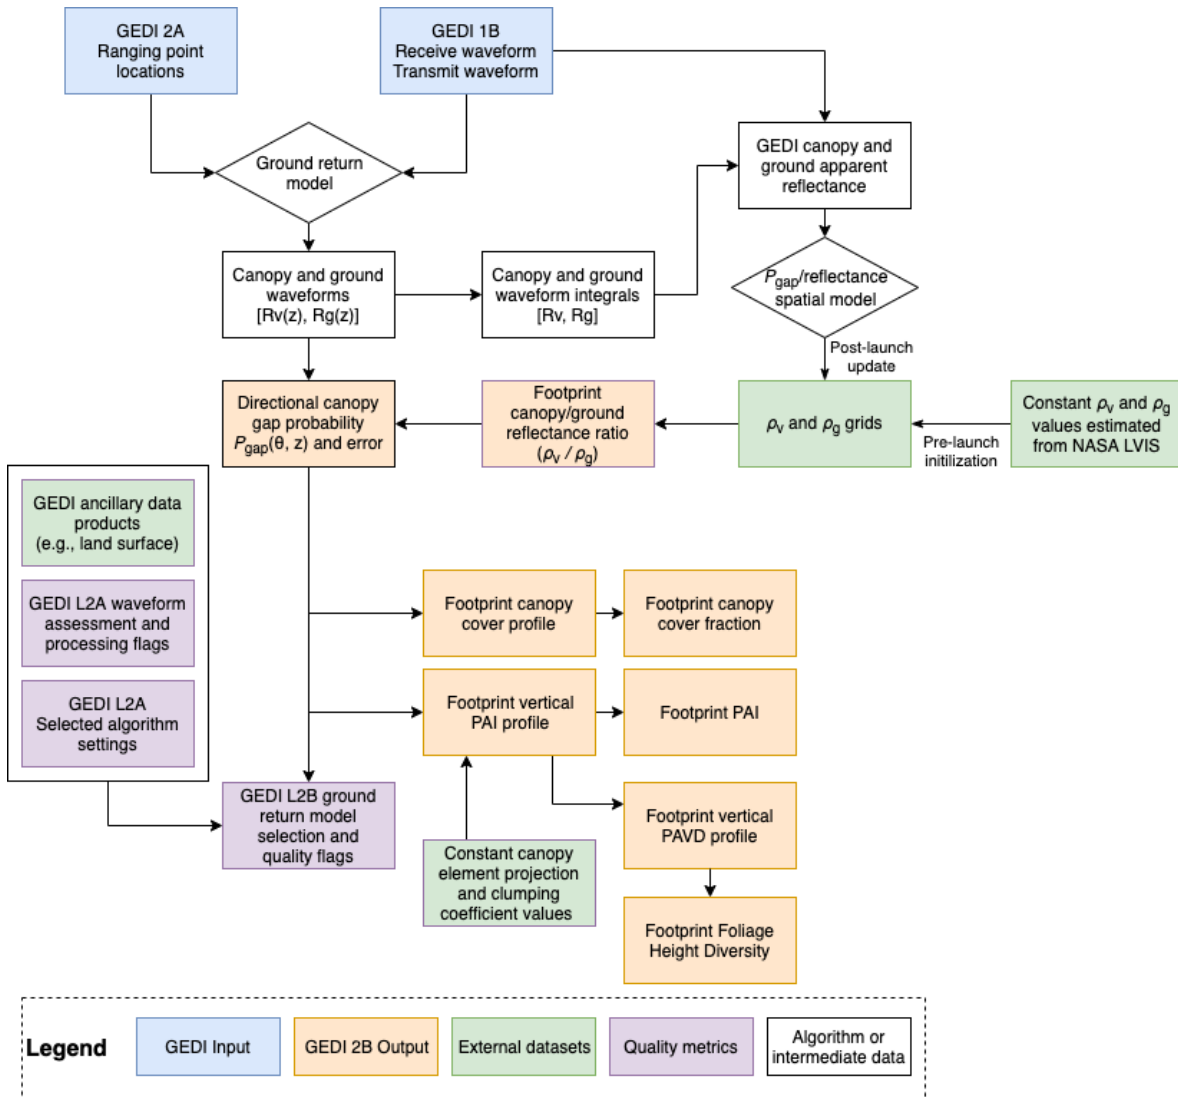 GEDI 2A
Ranging point
locations
GEDI 1B
Receive waveform
Transmit waveform
Ground return
model
GEDI canopy and
ground apparent
reflectance
Canopy and ground
waveforms
[Rv(z), Rg(z)]
Canopy and ground
waveform integrals
[Rv, Rg]
Pgap/reflectance
spatial model
Post-launch
update
Directional canopy
gap probability
Pgap(θ, z) and error
Footprint
canopy/ground
reflectance ratio
(ρv / ρg)
ρv and ρg grids
Pre-launch
initilization
Constant ρv and ρg
values estimated
from NASA LVIS
GEDI ancillary data
products
(e.g., land surface)
GEDI L2A waveform
assessment and
processing flags
GEDI L2A
Selected algorithm
settings
Footprint canopy
cover profile
Footprint canopy
cover fraction
Footprint vertical
PAI profile
Footprint PAI
GEDI L2B ground
return model
selection and
quality flags
Constant canopy
element projection
and clumping
coefficient values
Footprint vertical
PAVD profile
Footprint Foliage
Height Diversity
Legend
GEDI Input
GEDI 2B Output
External datasets
Quality metrics
Algorithm or
intermediate data